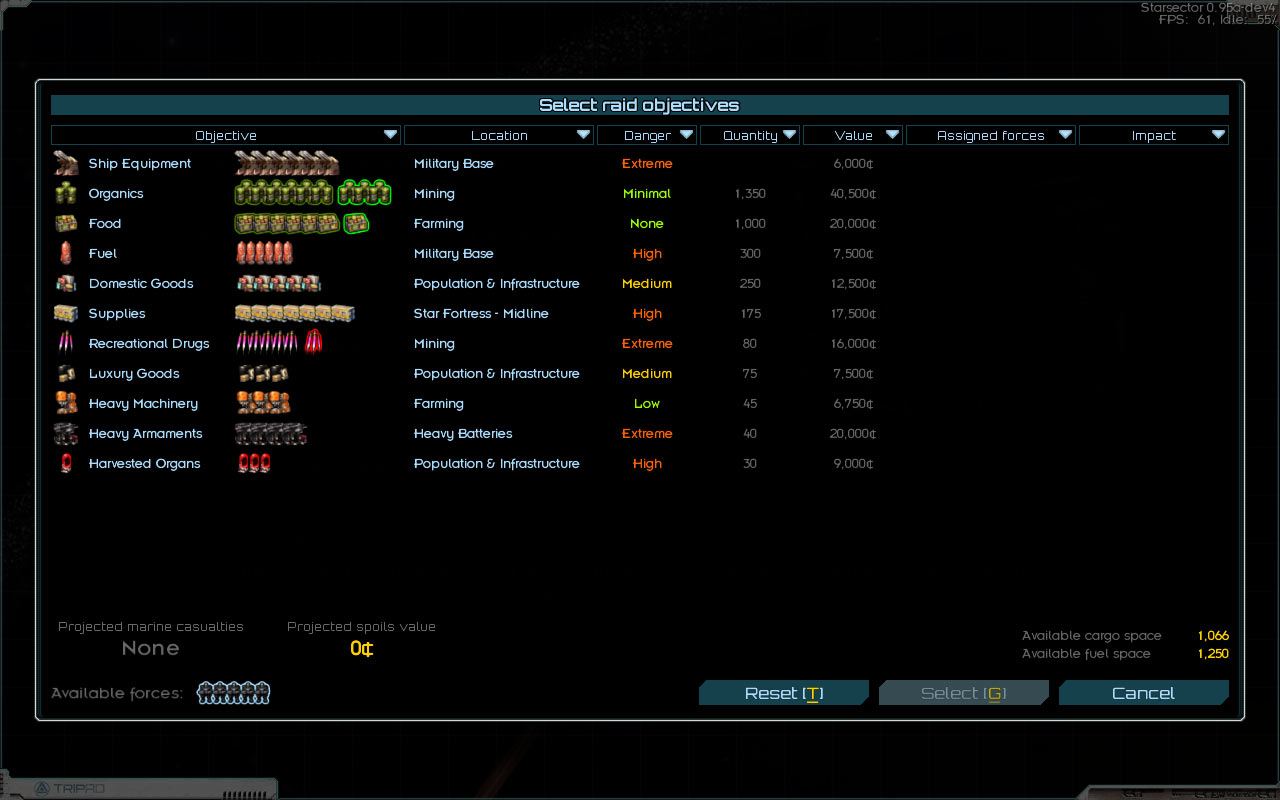 Starsector 0.95a-dev4
FPS: 61, Idle: 55%
Select raid objectives
Objective Location Danger Quantity Value Assigned forces Impact
Ship Equipment Military Base Extreme 6,000¢
Organics Mining Minimal 1,350 40,500¢
Food Farming None 1,000 20,000¢
Fuel Military Base High 300 7,500¢
Domestic Goods Population & Infrastructure Medium 250 12,500¢
Supplies Star Fortress - Midline High 175 17,500¢
Recreational Drugs Mining Extreme 80 16,000¢
Luxury Goods Population & Infrastructure Medium 75 7,500¢
Heavy Machinery Farming Low 45 6,750¢
Heavy Armaments Heavy Batteries Extreme 40 20,000¢
Harvested Organs Population & Infrastructure High 30 9,000¢
Projected marine casualties Projected spoils value
None 0¢
Available cargo space 1,066
Available fuel space 1,250
Available forces:
Reset [T] Select [G] Cancel
TRIPAD